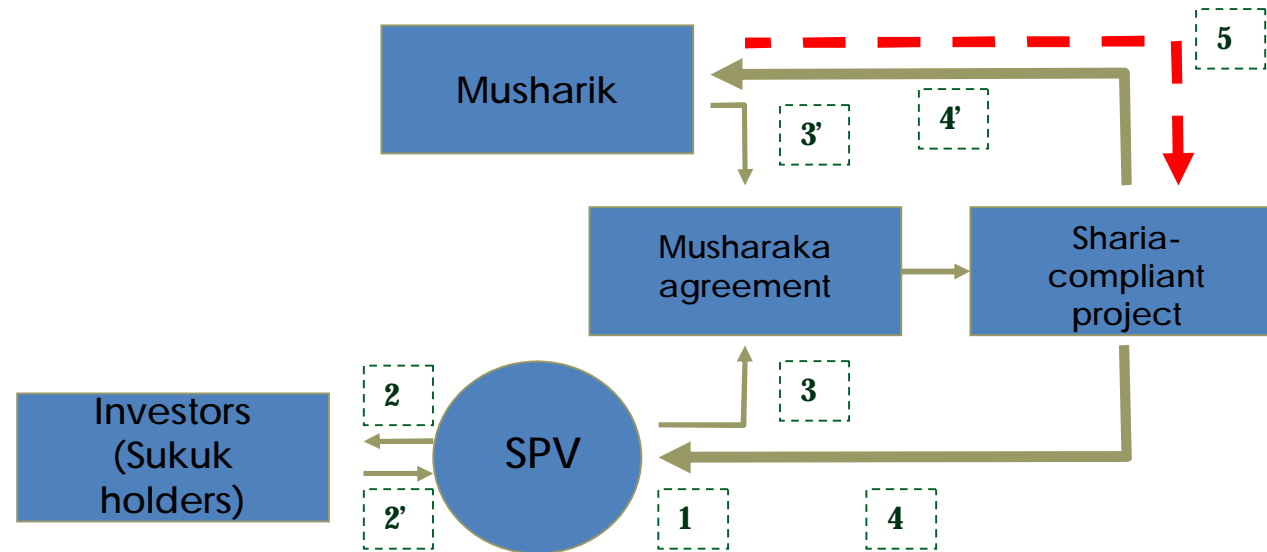 5
Musharik
3’
4’
Musharaka
agreement
Sharia-
compliant
project
2
3
Investors
(Sukuk
holders)
SPV
2’
1
4